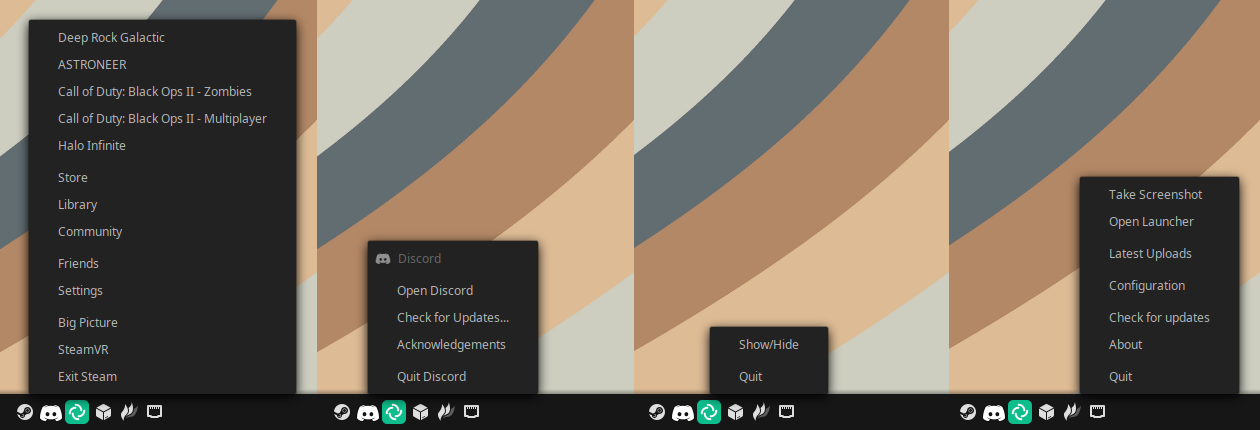 Deep Rock Galactic
ASTRONEER
Call of Duty: Black Ops II - Zombies
Call of Duty: Black Ops II - Multiplayer
Halo Infinite
Store
Library
Community
Friends
Settings
Big Picture
SteamVR
Exit Steam
Discord
Open Discord
Check for Updates...
Acknowledgements
Quit Discord
Show/Hide
Quit
Take Screenshot
Open Launcher
Latest Uploads
Configuration
Check for updates
About
Quit